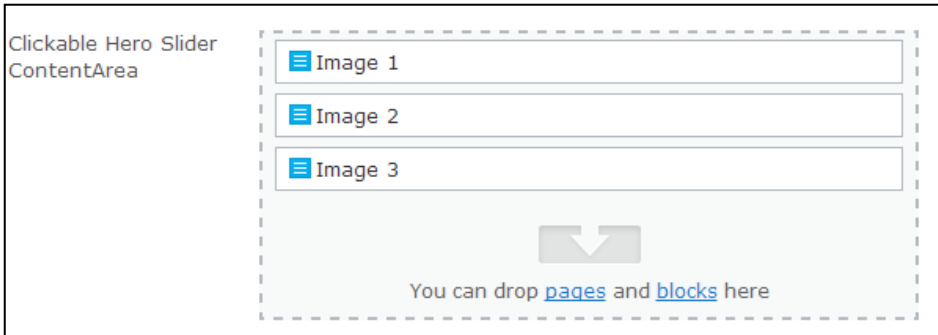 Clickable Hero Slider
ContentArea
Image 1
Image 2
Image 3
You can drop pages and blocks here